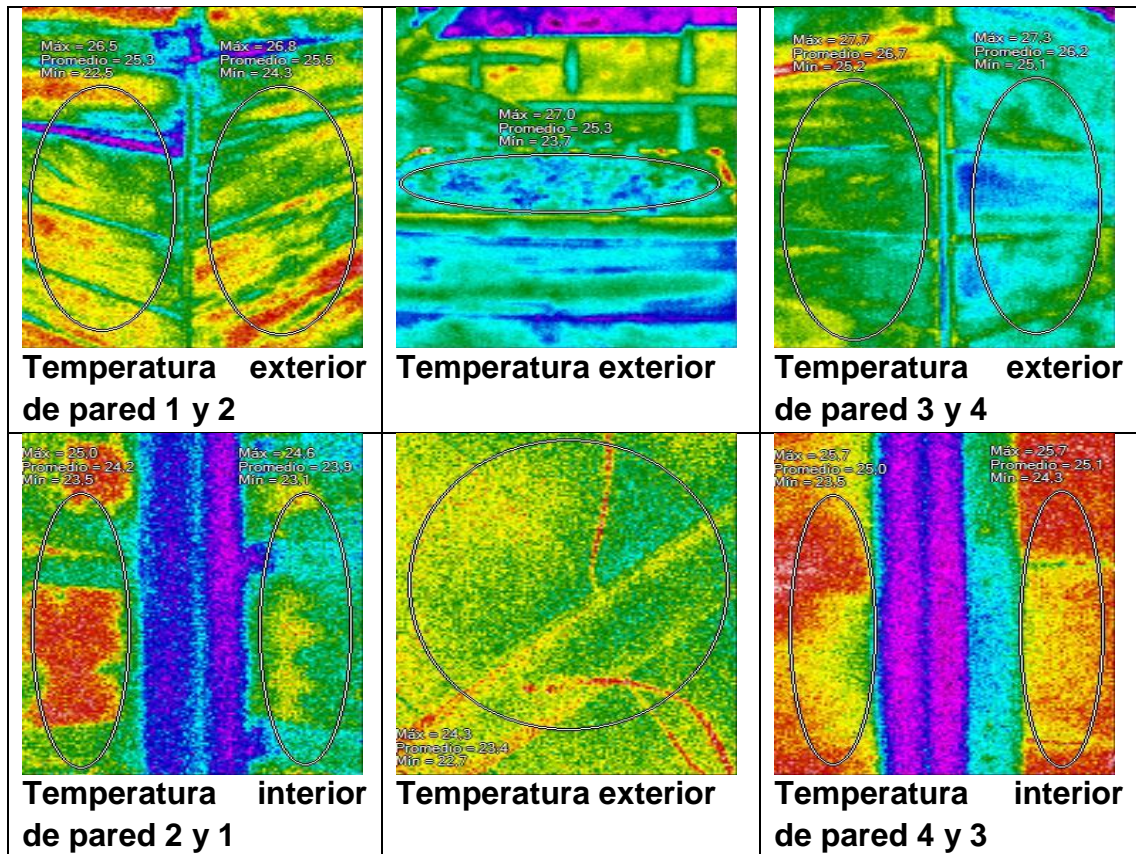 Máx = 26,5
Promedio = 25,3
Mín = 22,5
Máx = 26,8
Promedio = 25,5
Mín = 24,3
Máx = 27,0
Promedio = 25,3
Mín = 23,7
Máx = 27,7
Promedio = 26,7
Mín = 25,2
Máx = 27,3
Promedio = 26,2
Mín = 25,1
Temperatura exterior
de pared 1 y 2
Temperatura exterior
Temperatura exterior
de pared 3 y 4
Máx = 25,0
Promedio = 24,2
Mín = 23,5
Máx = 24,6
Promedio = 23,9
Mín = 23,1
Máx = 24,3
Promedio = 23,4
Mín = 22,7
Máx = 25,7
Promedio = 25,0
Mín = 23,5
Máx = 25,7
Promedio = 25,1
Mín = 24,3
Temperatura interior
de pared 2 y 1
Temperatura exterior
Temperatura interior
de pared 4 y 3